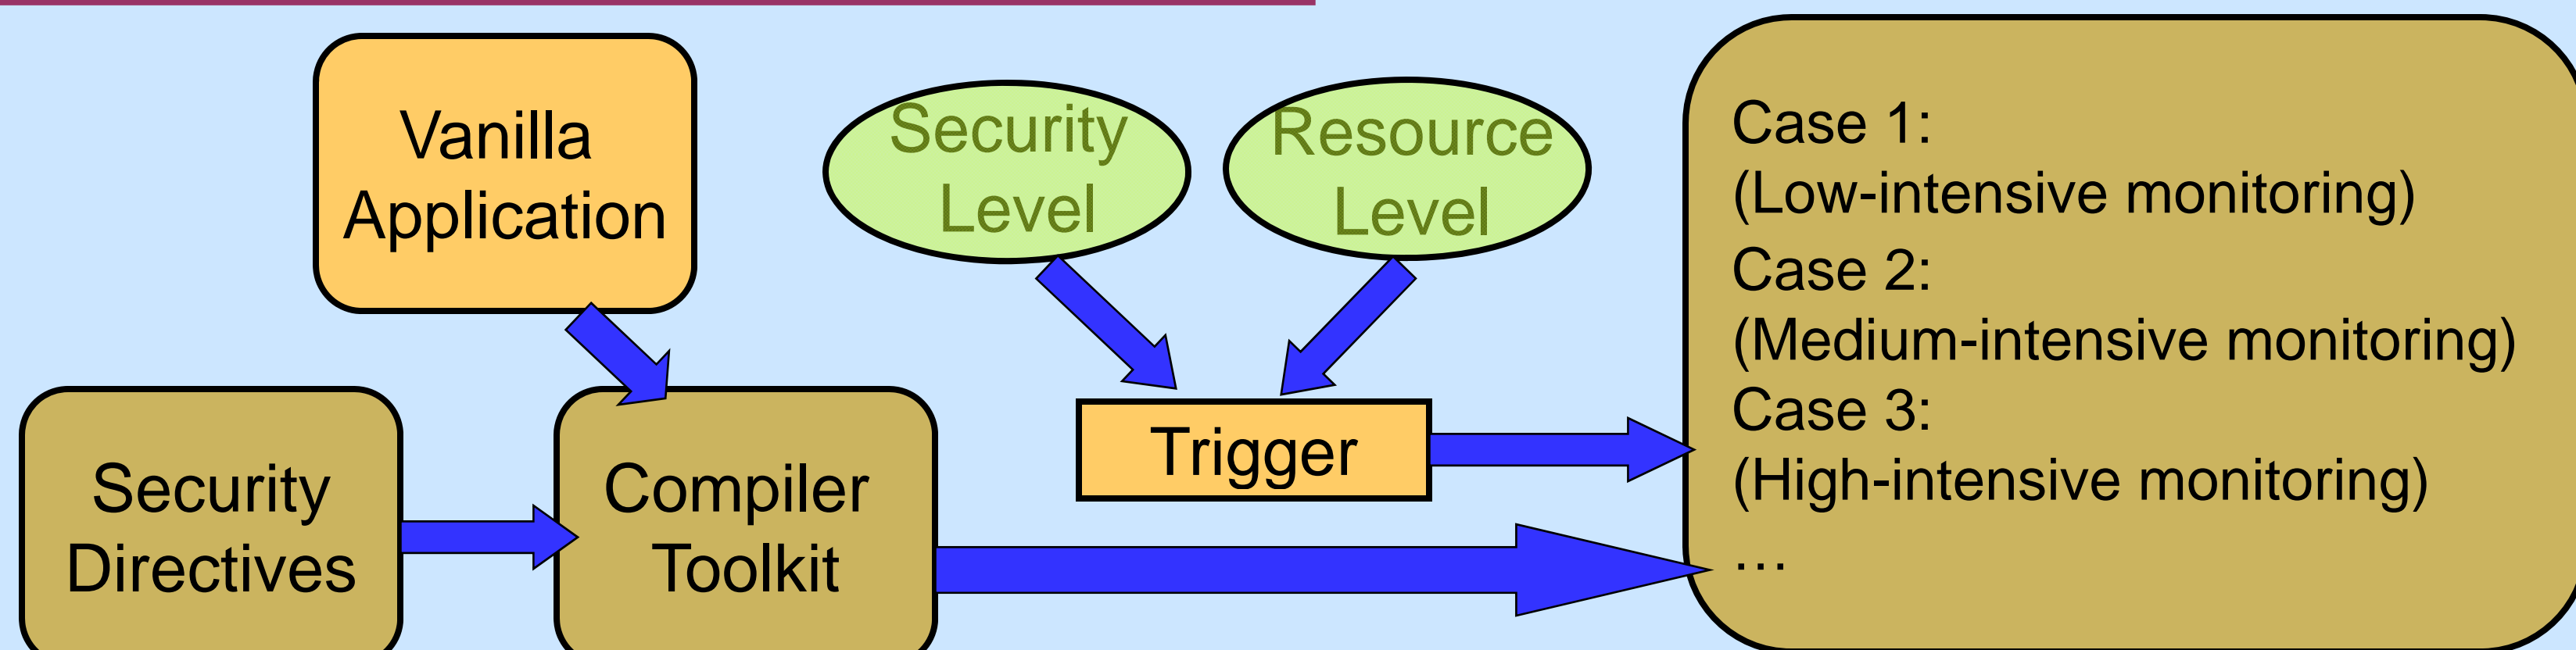 Vanilla
Application
Security
Level
Resource
Level
Case 1:
(Low-intensive monitoring)
Case 2:
(Medium-intensive monitoring)
Case 3:
(High-intensive monitoring)
…
Trigger
Security
Directives
Compiler
Toolkit